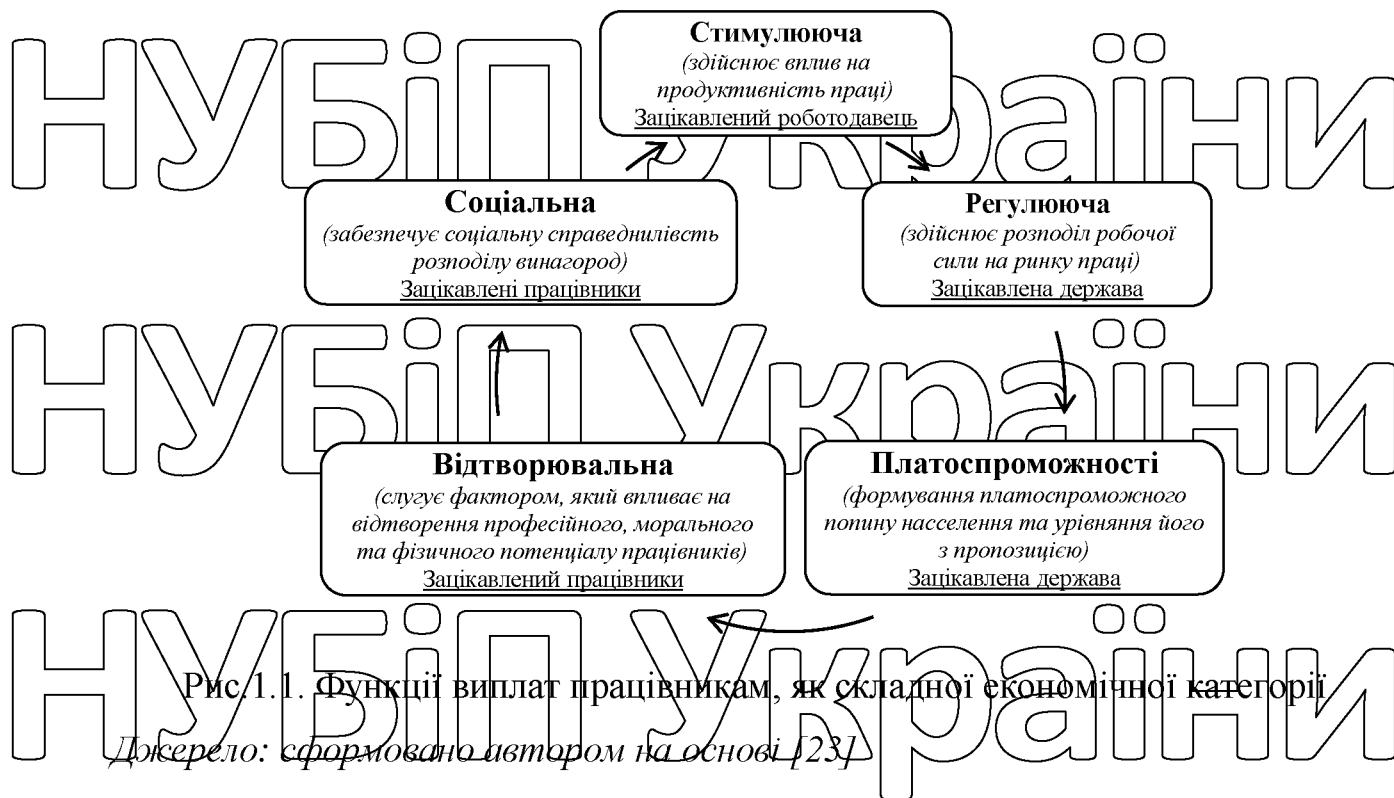 НУБіП України
Стимулююча
(здійснює вплив на
продуктивність праці)
Зацікавлений роботодавець
Соціальна
(забезпечує соціальну справеднилівсть
розподілу винагород)
Зацікавлені працівники
Регулююча
(здійснює розподіл робочої
сили на ринку праці)
Зацікавлена держава
НУБіП України
Відтворювальна
(слугує фактором, який впливає на
відтворення професійного, морального
та фізичного потенціалу працівників)
Зацікавлений працівники
Платоспроможності
(формування платоспроможного
попину насселення та урівняння його
з пропозицією)
Зацікавлена держава
НУБіП України
Рис.1.1. Функції виплат працівникам, як складної економічної категорії
Джерело: сформовано автором на основі [23]